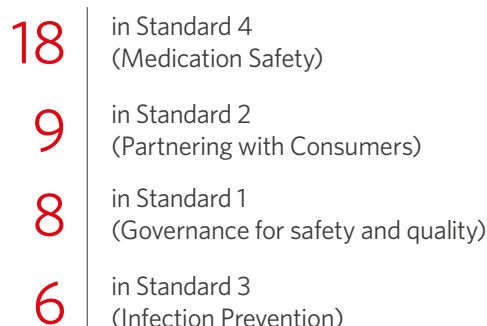 18
in Standard 4
(Medication Safety)
9
in Standard 2
(Partnering with Consumers)
8
in Standard 1
(Governance for safety and quality)
6
in Standard 3
(Infection Prevention)